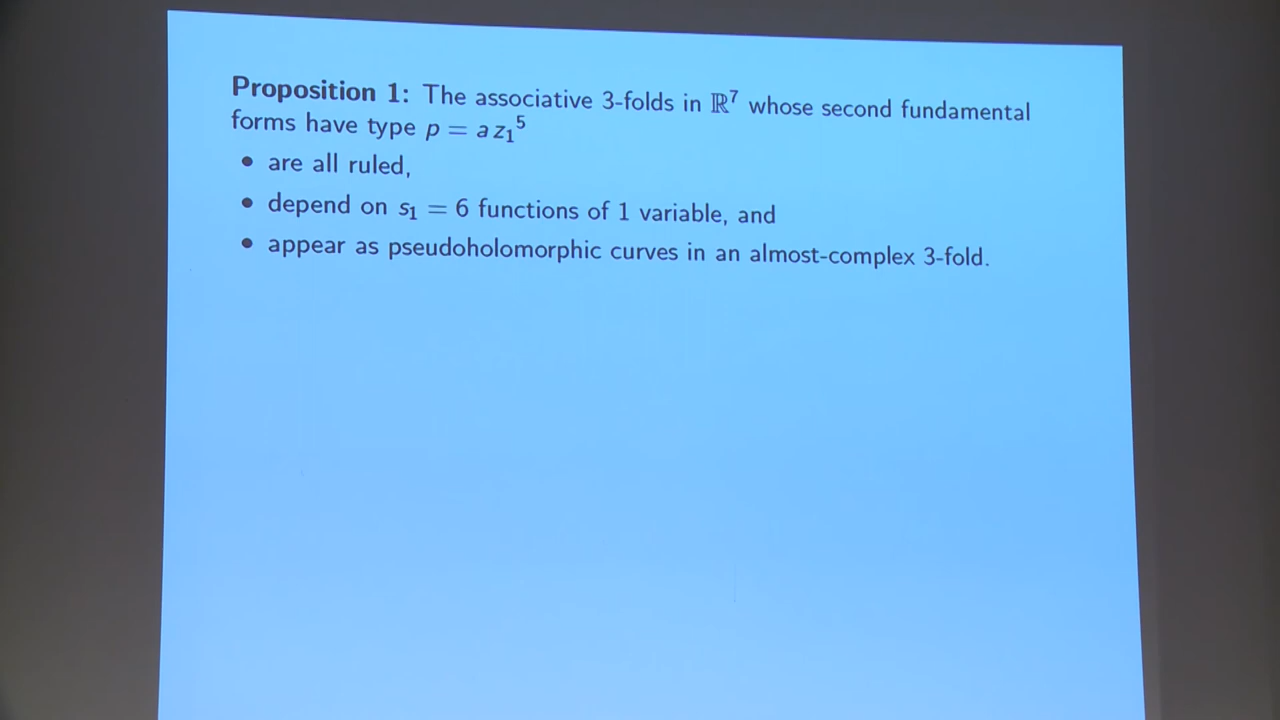 Proposition 1: The associative 3-folds in ℝ⁷ whose second fundamental
forms have type p = a z₁⁵
• are all ruled,
• depend on s₁ = 6 functions of 1 variable, and
• appear as pseudoholomorphic curves in an almost-complex 3-fold.